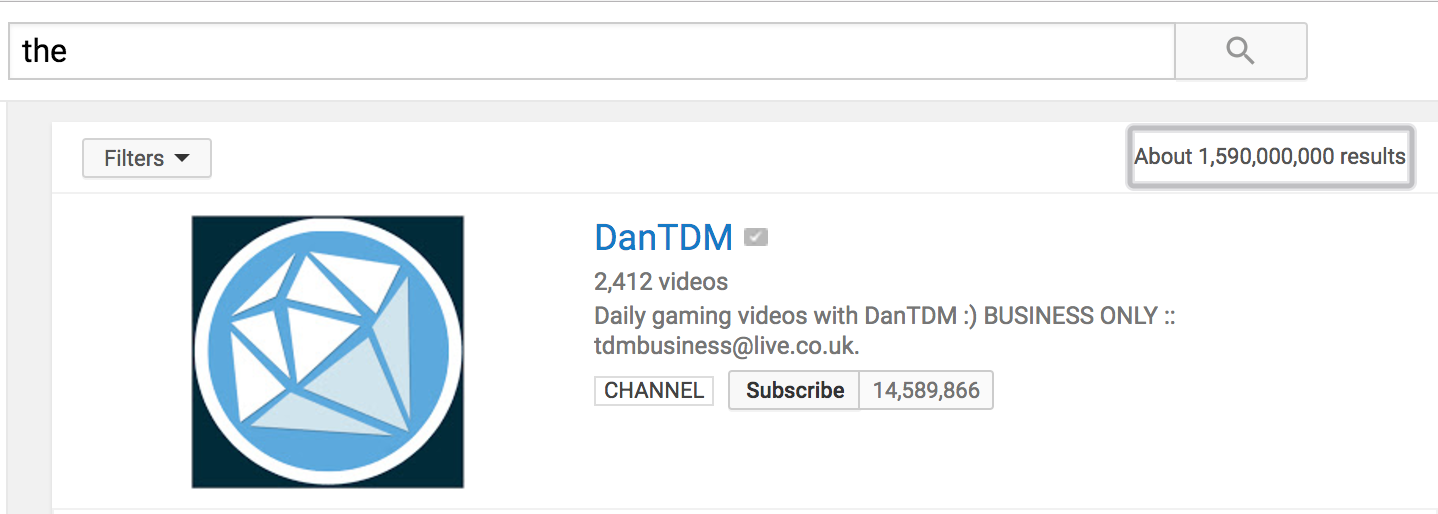 the
Filters
About 1,590,000,000 results
DanTDM
2,412 videos
Daily gaming videos with DanTDM :) BUSINESS ONLY ::
tdmbusiness@live.co.uk.
CHANNEL
Subscribe 14,589,866